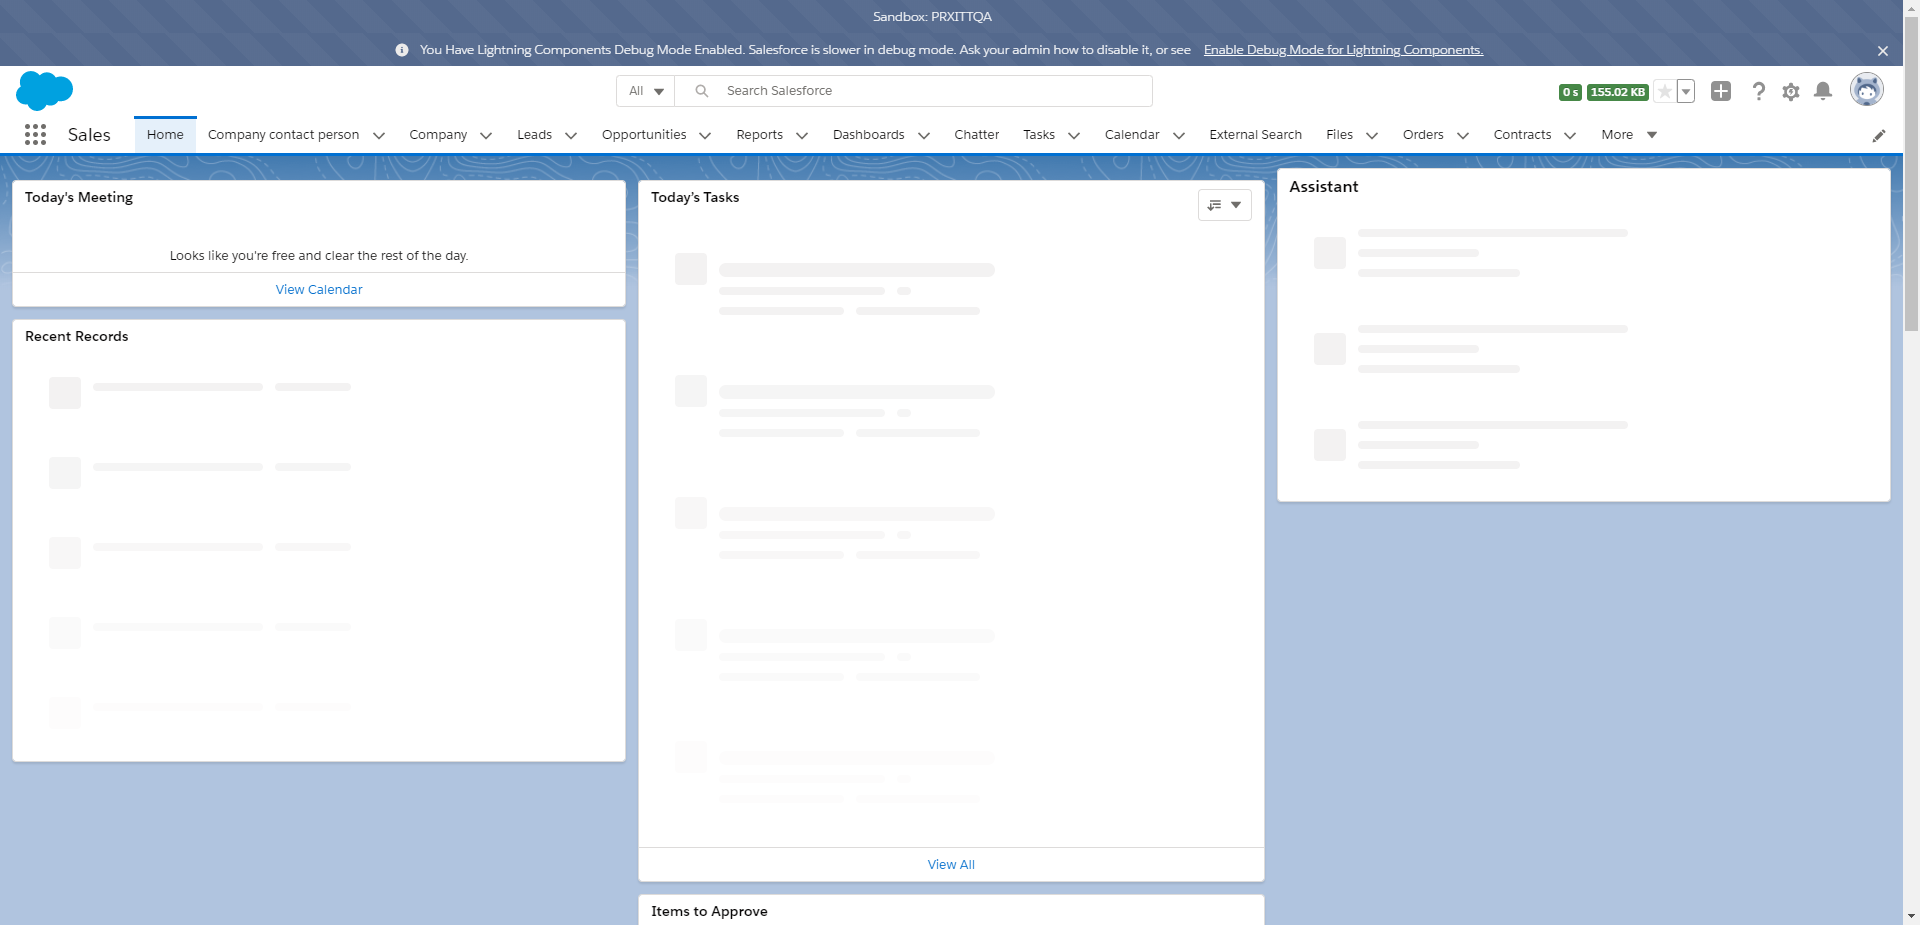 Sandbox: PRXITTQA
You Have Lightning Components Debug Mode Enabled. Salesforce is slower in debug mode. Ask your admin how to disable it, or see Enable Debug Mode for Lightning Components.
All
Search Salesforce
0 s
155.02 KB
Sales
Home
Company contact person
Company
Leads
Opportunities
Reports
Dashboards
Chatter
Tasks
Calendar
External Search
Files
Orders
Contracts
More
Today's Meeting
Looks like you're free and clear the rest of the day.
View Calendar
Recent Records
Today's Tasks
View All
Items to Approve
Assistant